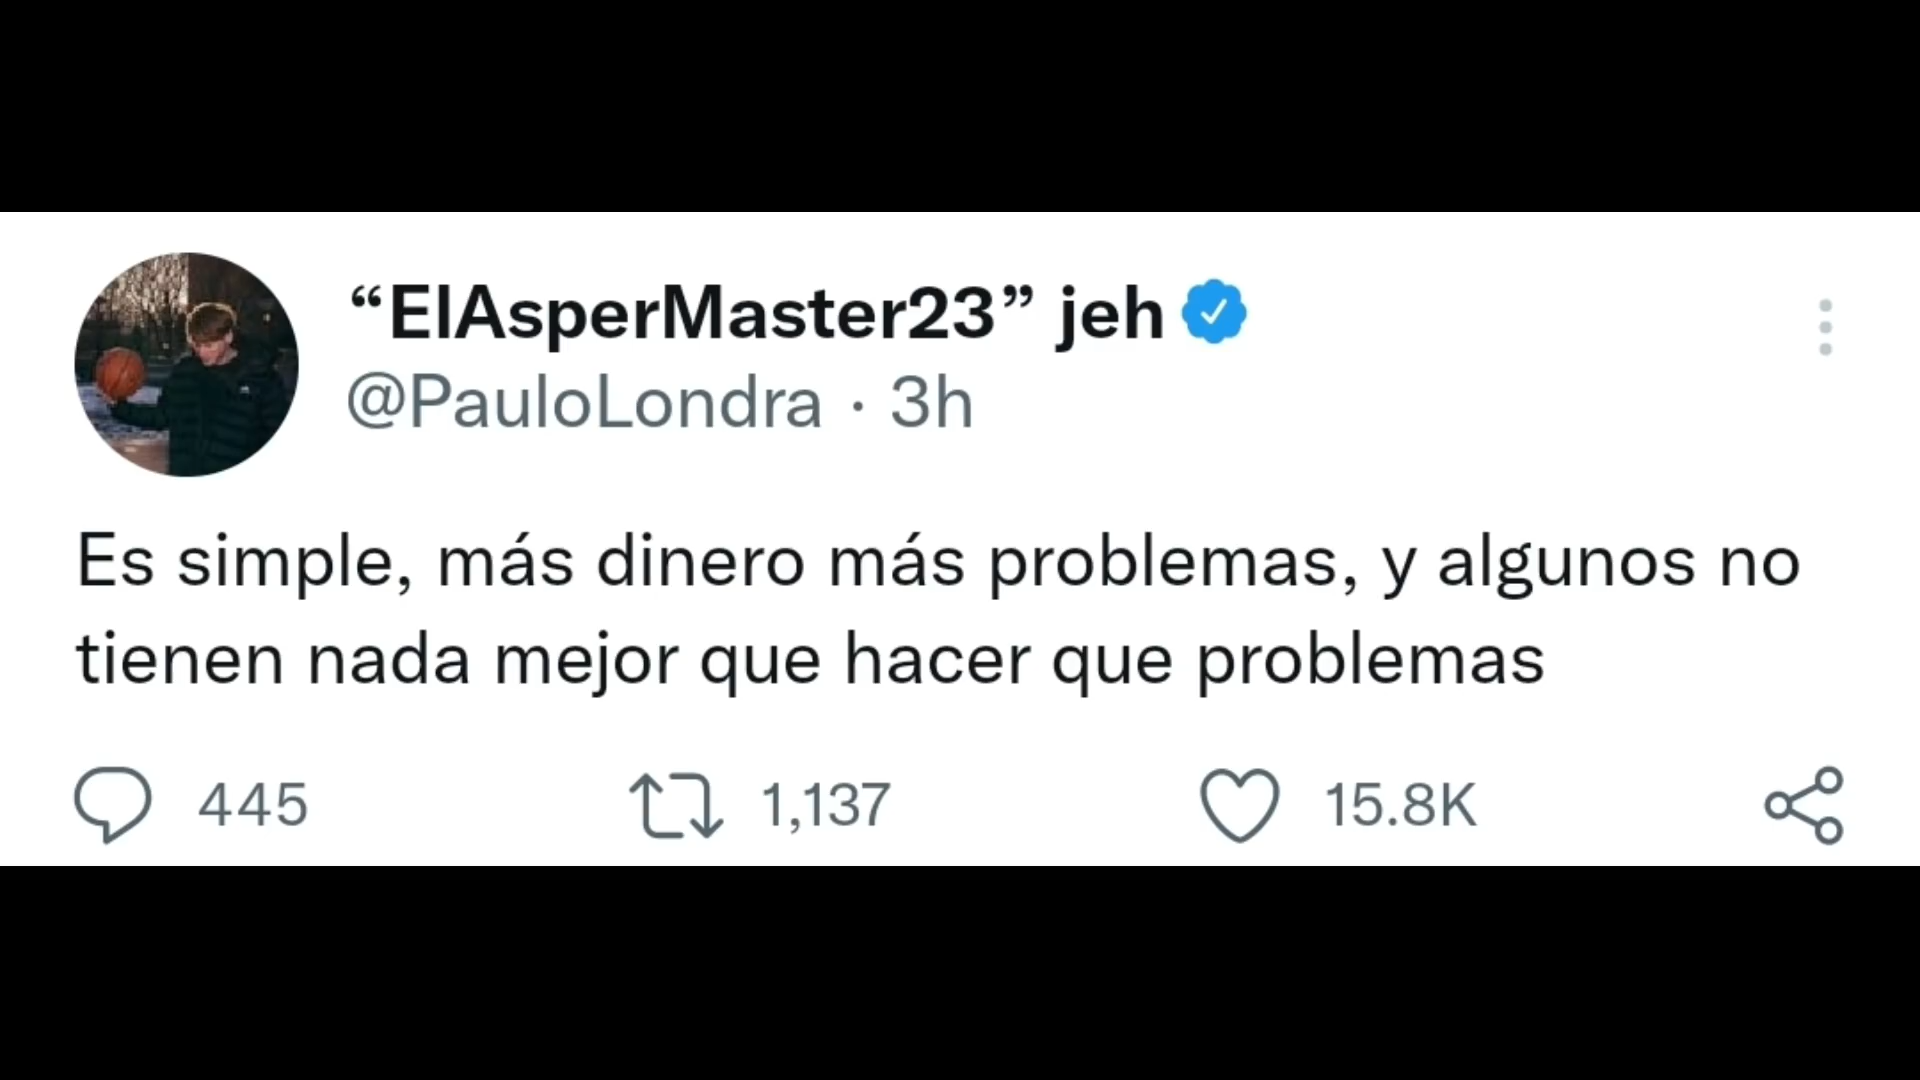 “ElAsperMaster23” jeh
@PauloLondra · 3h
Es simple, más dinero más problemas, y algunos no
tienen nada mejor que hacer que problemas
445 1,137 15.8K